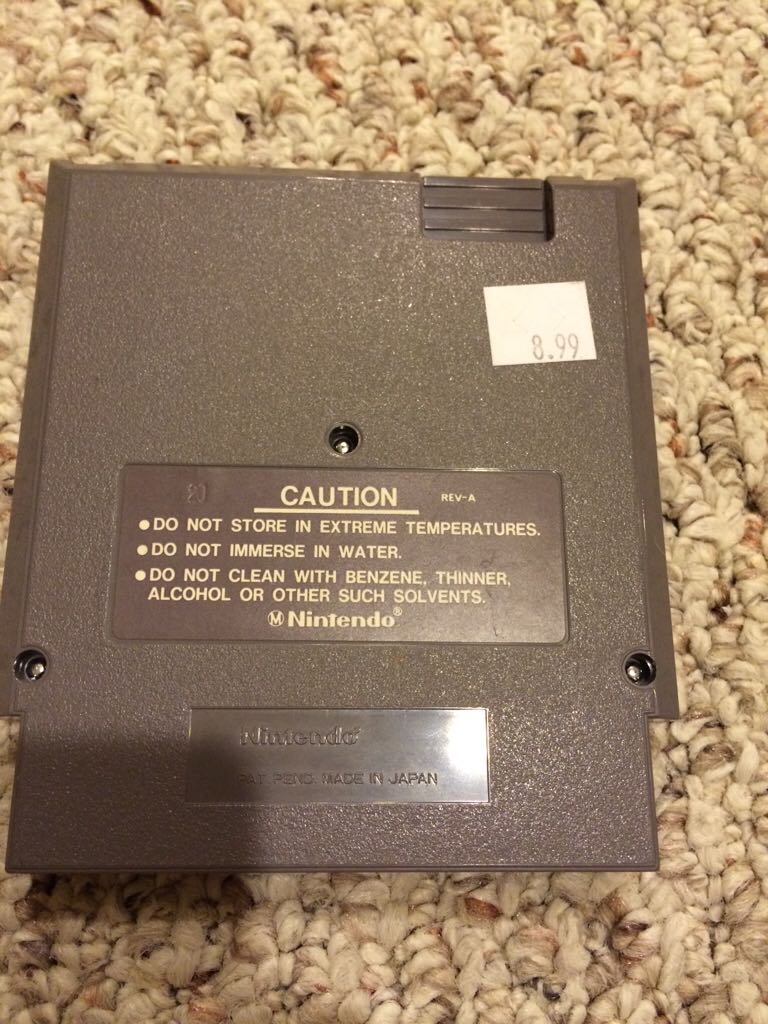 8.99
CAUTION REV-A
●DO NOT STORE IN EXTREME TEMPERATURES.
●DO NOT IMMERSE IN WATER.
●DO NOT CLEAN WITH BENZENE, THINNER,
ALCOHOL OR OTHER SUCH SOLVENTS.
Ⓜ Nintendo®
Nintendo®
PAT. PEND. MADE IN JAPAN